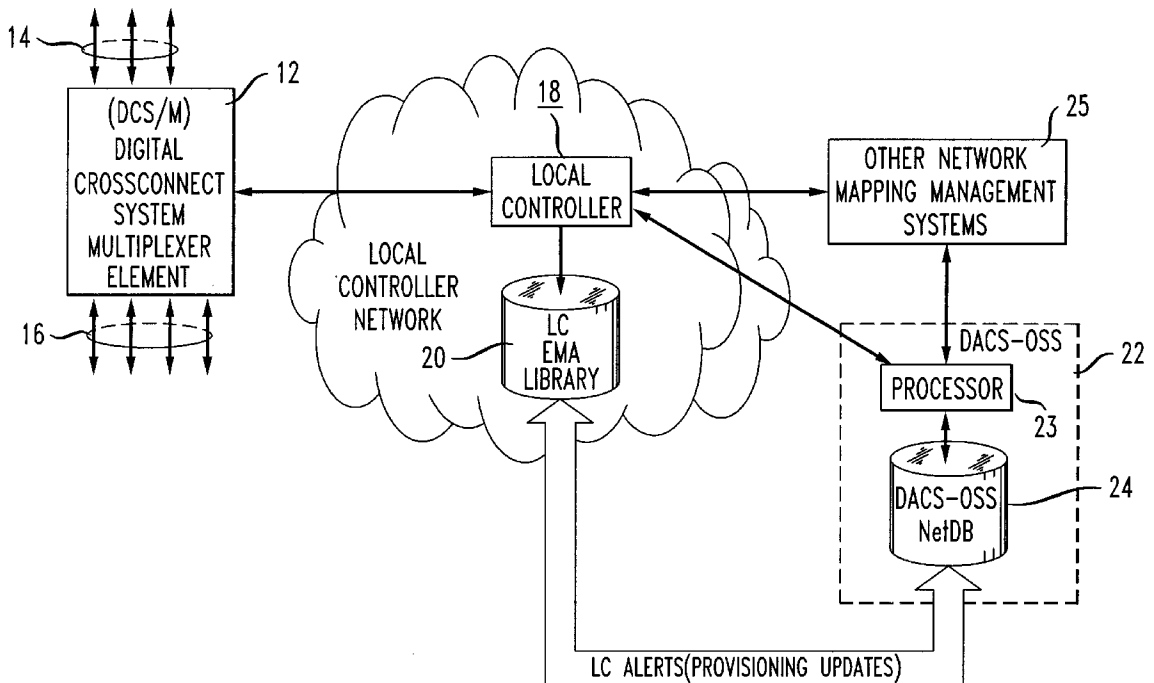 14
12
(DCS/M)
DIGITAL
CROSSCONNECT
SYSTEM
MULTIPLEXER
ELEMENT
16
18
LOCAL
CONTROLLER
LOCAL
CONTROLLER
NETWORK
20
LC
EMA
LIBRARY
25
OTHER NETWORK
MAPPING MANAGEMENT
SYSTEMS
DACS-OSS
22
PROCESSOR
23
DACS-OSS
NetDB
24
LC ALERTS(PROVISIONING UPDATES)